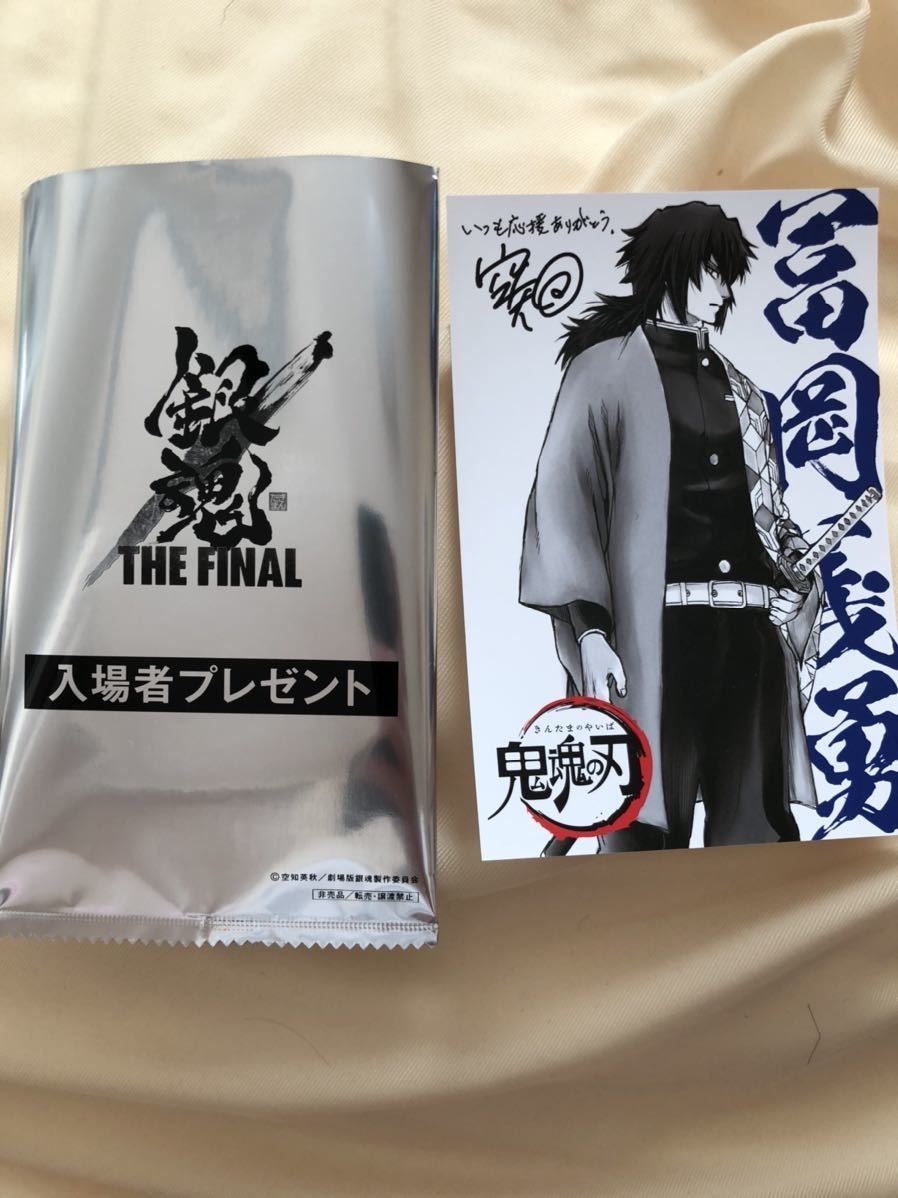 銀魂
THE FINAL
入場者プレゼント
©空知英秋/劇場版銀魂製作委員会
非売品/転売・譲渡禁止
いつも応援ありがとう。
冨岡義勇
きんたまのやいば
鬼魂の刃